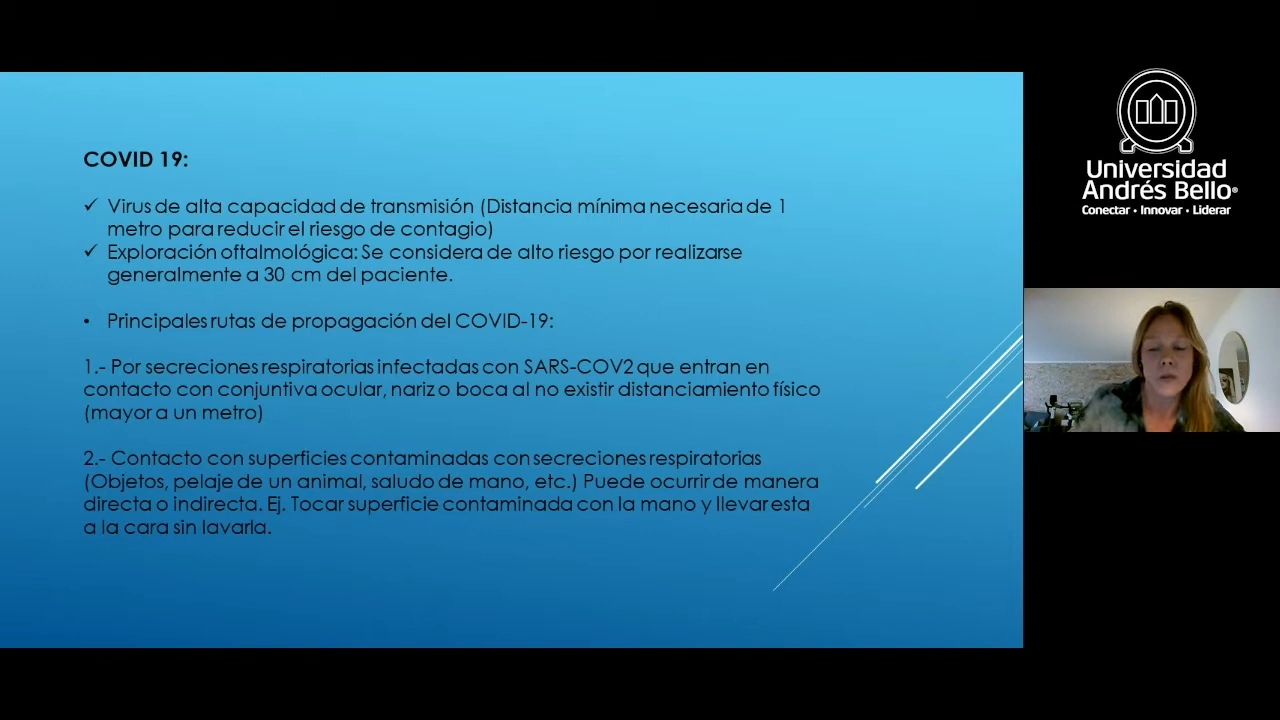 COVID 19:
✓ Virus de alta capacidad de transmisión (Distancia mínima necesaria de 1
metro para reducir el riesgo de contagio)
✓ Exploración oftalmológica: Se considera de alto riesgo por realizarse
generalmente a 30 cm del paciente.
• Principales rutas de propagación del COVID-19:
1.- Por secreciones respiratorias infectadas con SARS-COV2 que entran en
contacto con conjuntiva ocular, nariz o boca al no existir distanciamiento físico
(mayor a un metro)
2.- Contacto con superficies contaminadas con secreciones respiratorias
(Objetos, pelaje de un animal, saludo de mano, etc.) Puede ocurrir de manera
directa o indirecta. Ej. Tocar superficie contaminada con la mano y llevar esta
a la cara sin lavarla.
Universidad
Andrés Bello®
Conectar • Innovar • Liderar